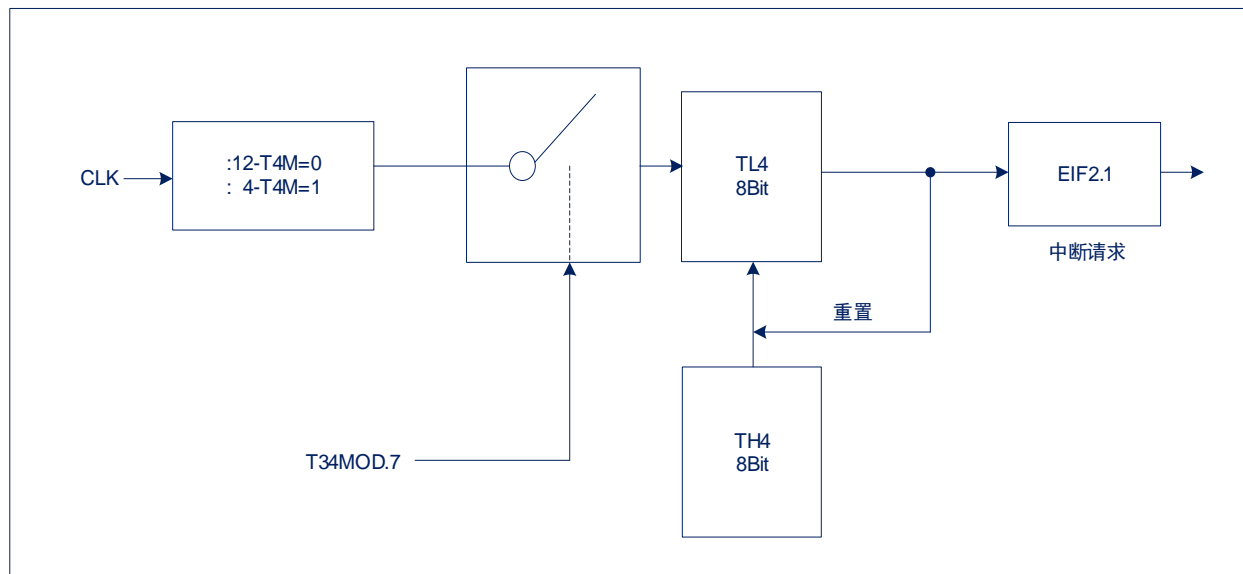 CLK
:12-T4M=0
: 4-T4M=1
TL4
8Bit
EIF2.1
中断请求
重置
TH4
8Bit
T34MOD.7